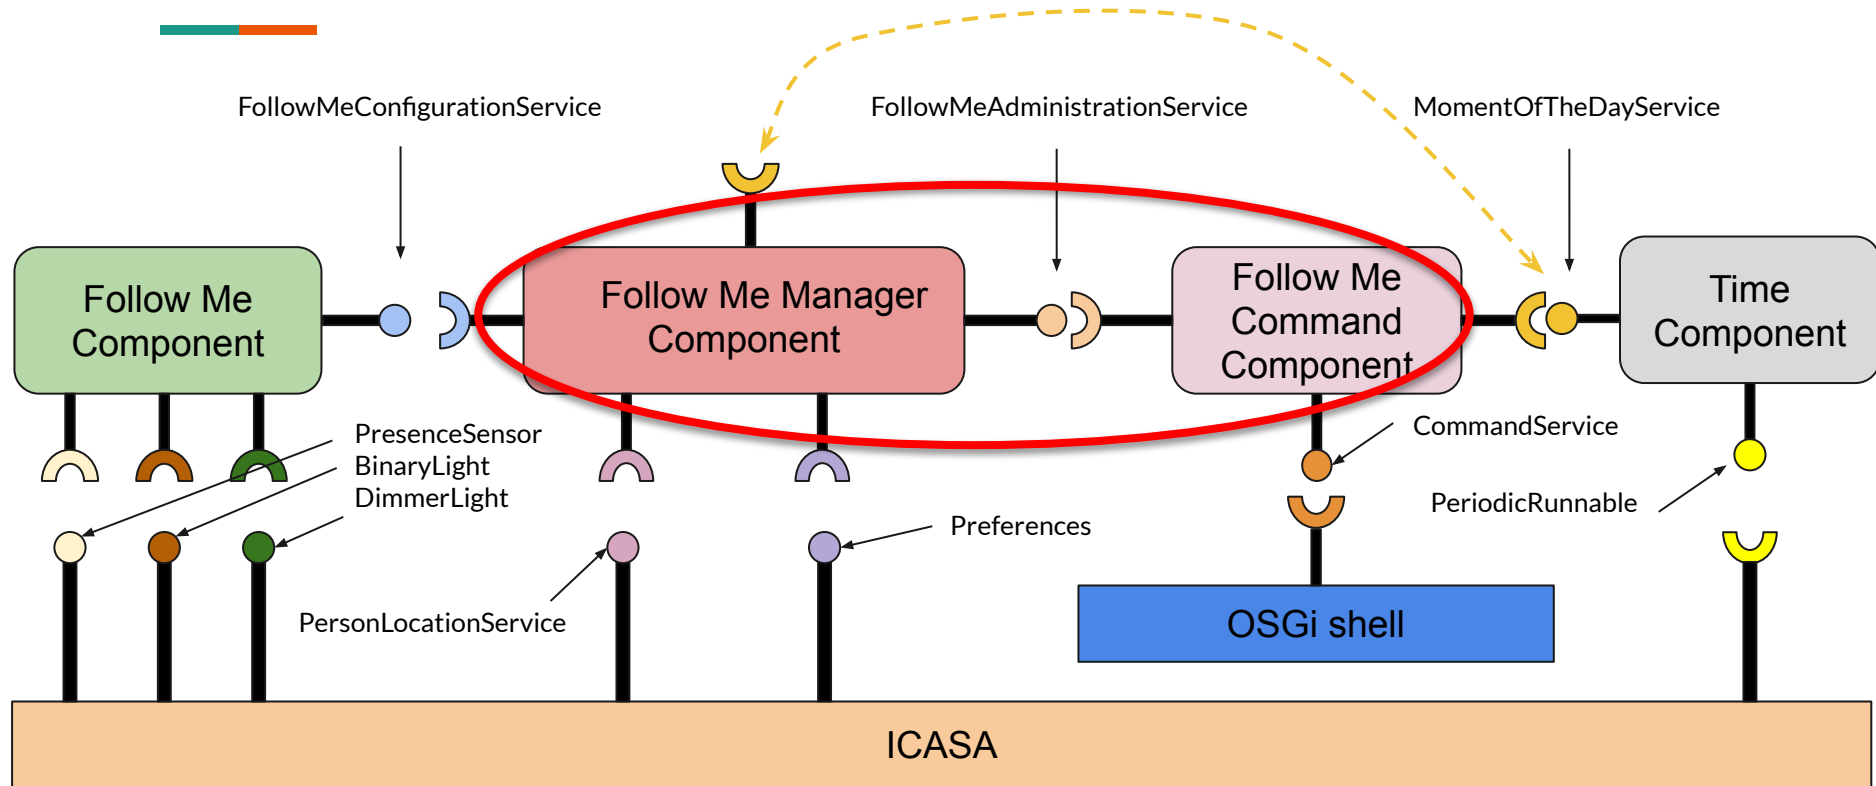 FollowMeConfigurationService
FollowMeAdministrationService
MomentOfTheDayService
Follow Me
Component
Follow Me Manager
Component
Follow Me
Command
Component
Time
Component
PresenceSensor
BinaryLight
DimmerLight
CommandService
PeriodicRunnable
Preferences
PersonLocationService
OSGi shell
ICASA